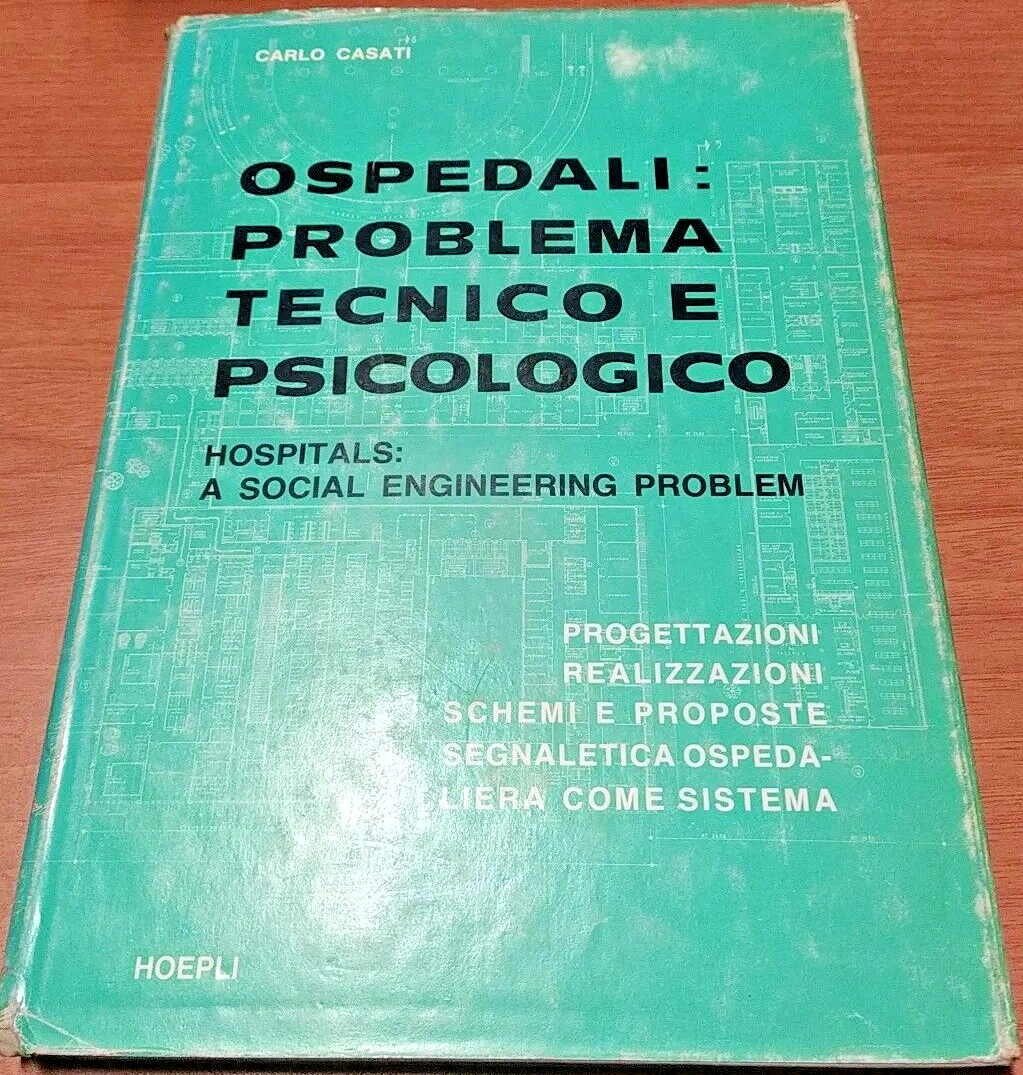 CARLO CASATI
OSPEDALI:
PROBLEMA
TECNICO E
PSICOLOGICO
HOSPITALS:
A SOCIAL ENGINEERING PROBLEM
PROGETTAZIONI
REALIZZAZIONI
SCHEMI E PROPOSTE
SEGNALETICA OSPEDA-
LIERA COME SISTEMA
HOEPLI